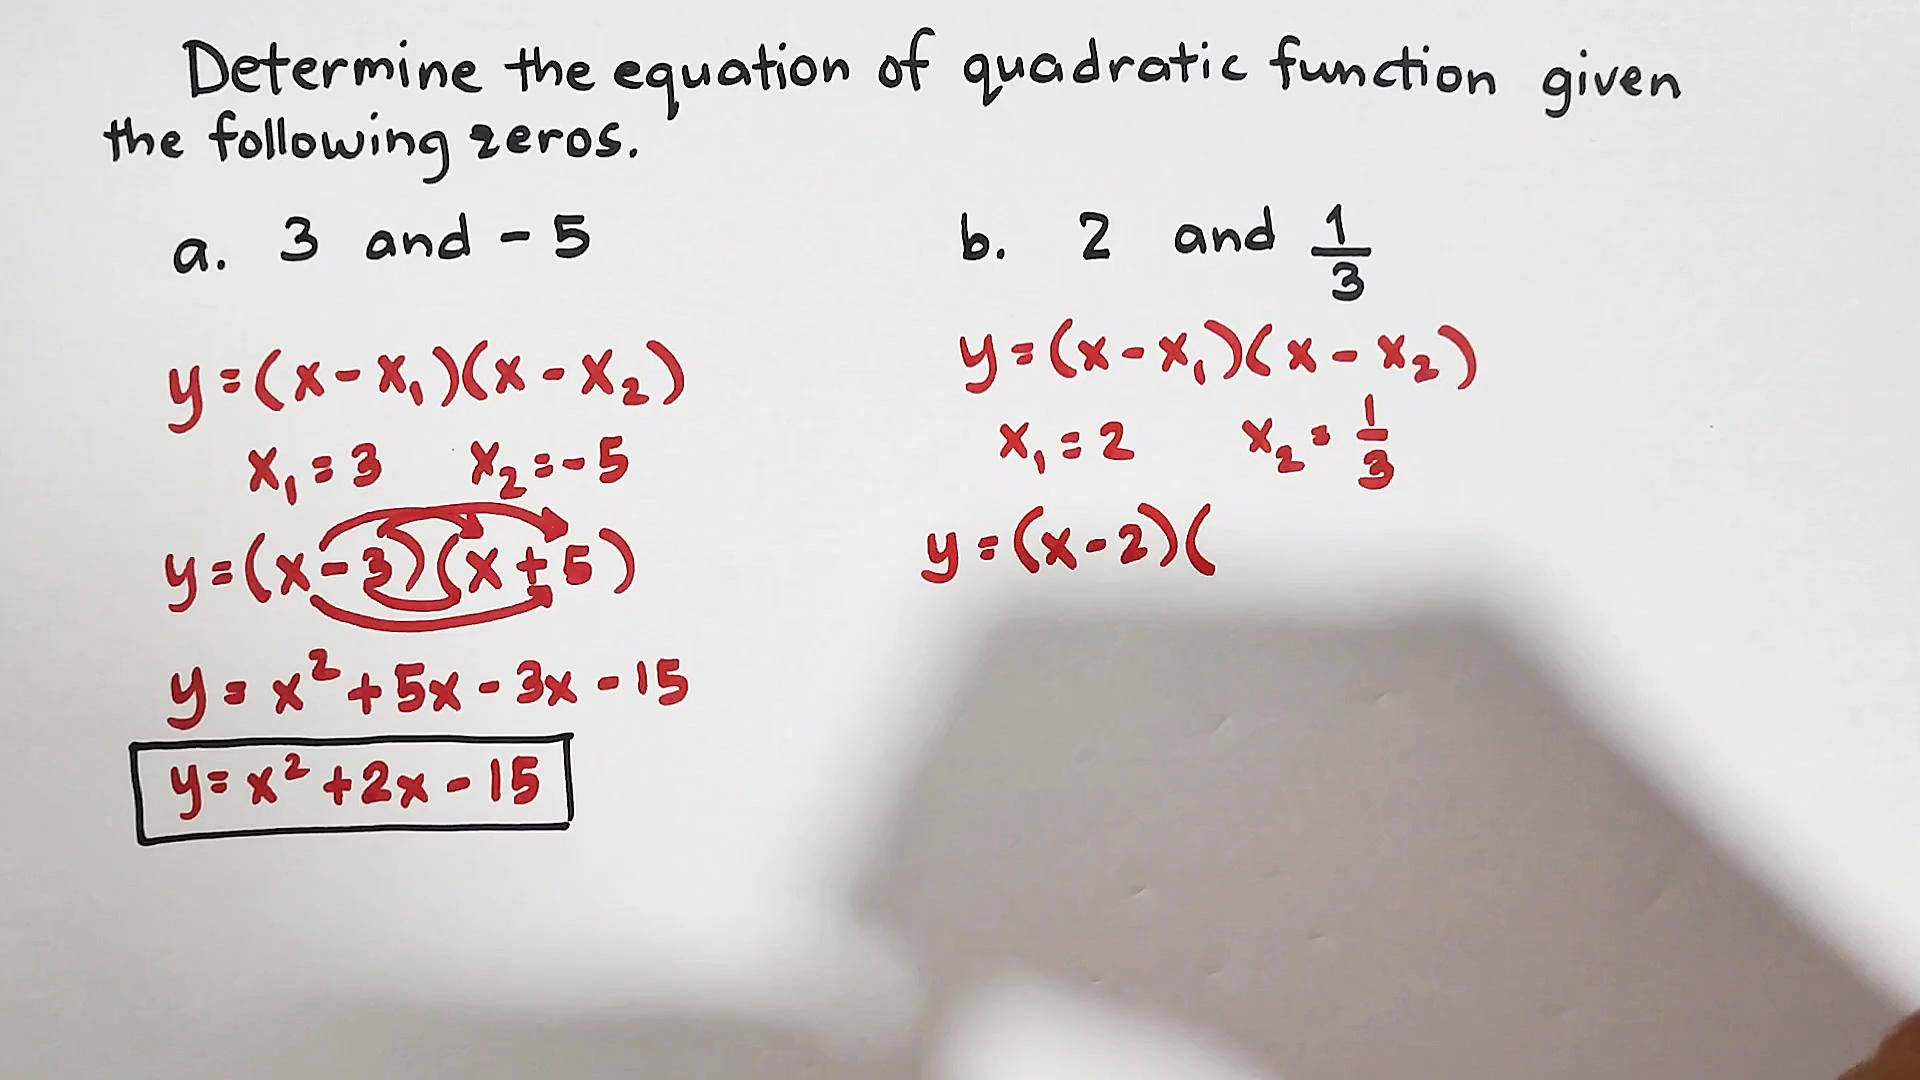 Determine the equation of quadratic function given
the following zeros.
a. 3 and -5
y=(x-x₁)(x-x₂)
x₁=3 x₂=-5
y=(x-3)(x+5)
y=x²+5x-3x-15
y=x²+2x-15
b. 2 and 1/3
y=(x-x₁)(x-x₂)
x₁=2 x₂=1/3
y=(x-2)(